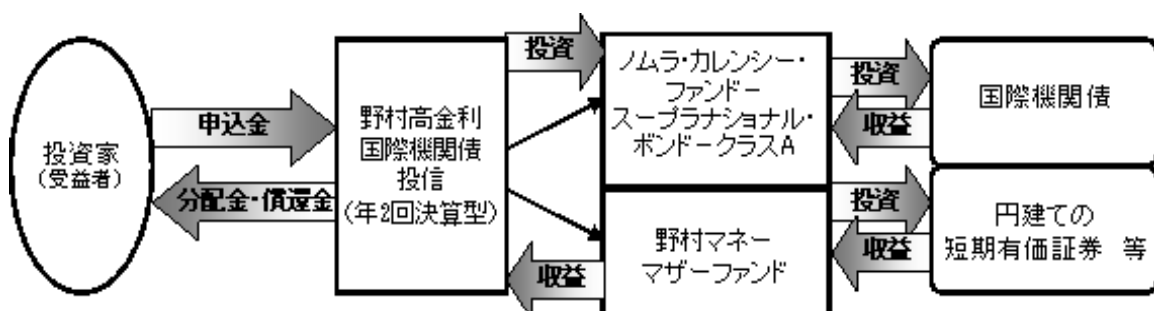 投資家
(受益者)
申込金
分配金・償還金
野村高金利
国際機関債
投信
(年2回決算型)
投資
収益
ノムラ・カレンシー・
ファンドー
スープラナショナル・
ボンドークラスA
野村マネー
マザーファンド
投資
収益
投資
収益
国際機関債
円建ての
短期有価証券 等